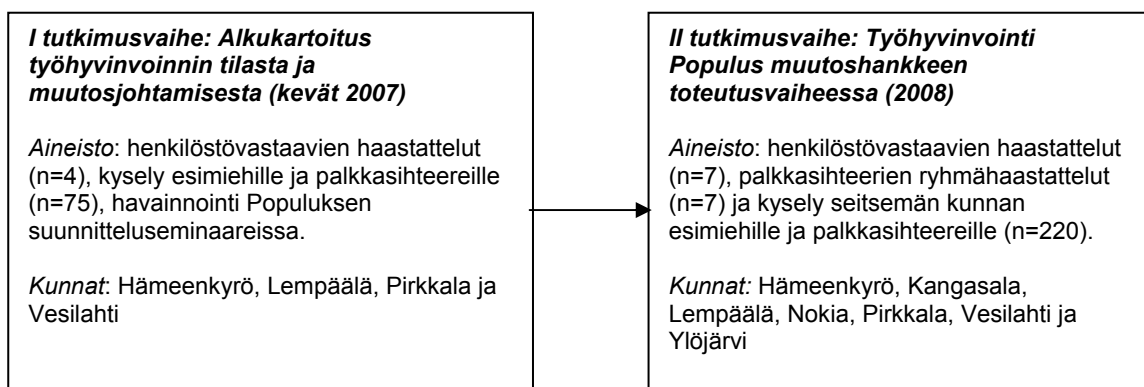 I tutkimusvaihe: Alkukartoitus
työhyvinvoinnin tilasta ja
muutosjohtamisesta (kevät 2007)
Aineisto: henkilöstövastaavien haastattelut
(n=4), kysely esimiehille ja palkkasihteereille
(n=75), havainnointi Populuksen
suunnitteluseminaareissa.
Kunnat: Hämeenkyrö, Lempäälä, Pirkkala ja
Vesilahti
II tutkimusvaihe: Työhyvinvointi
Populus muutoshankkeen
toteutusvaiheessa (2008)
Aineisto: henkilöstövastaavien haastattelut
(n=7), palkkasihteerien ryhmähaastattelut
(n=7) ja kysely seitsemän kunnan
esimiehille ja palkkasihteereille (n=220).
Kunnat: Hämeenkyrö, Kangasala,
Lempäälä, Nokia, Pirkkala, Vesilahti ja
Ylöjärvi